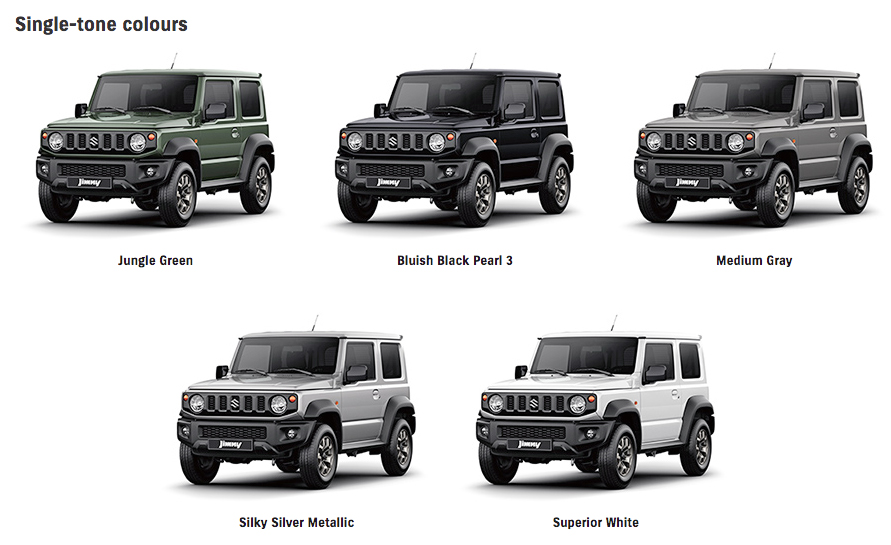 Single-tone colours
Jimny
Jimny
Jimny
Jungle Green
Bluish Black Pearl 3
Medium Gray
Jimny
Jimny
Silky Silver Metallic
Superior White